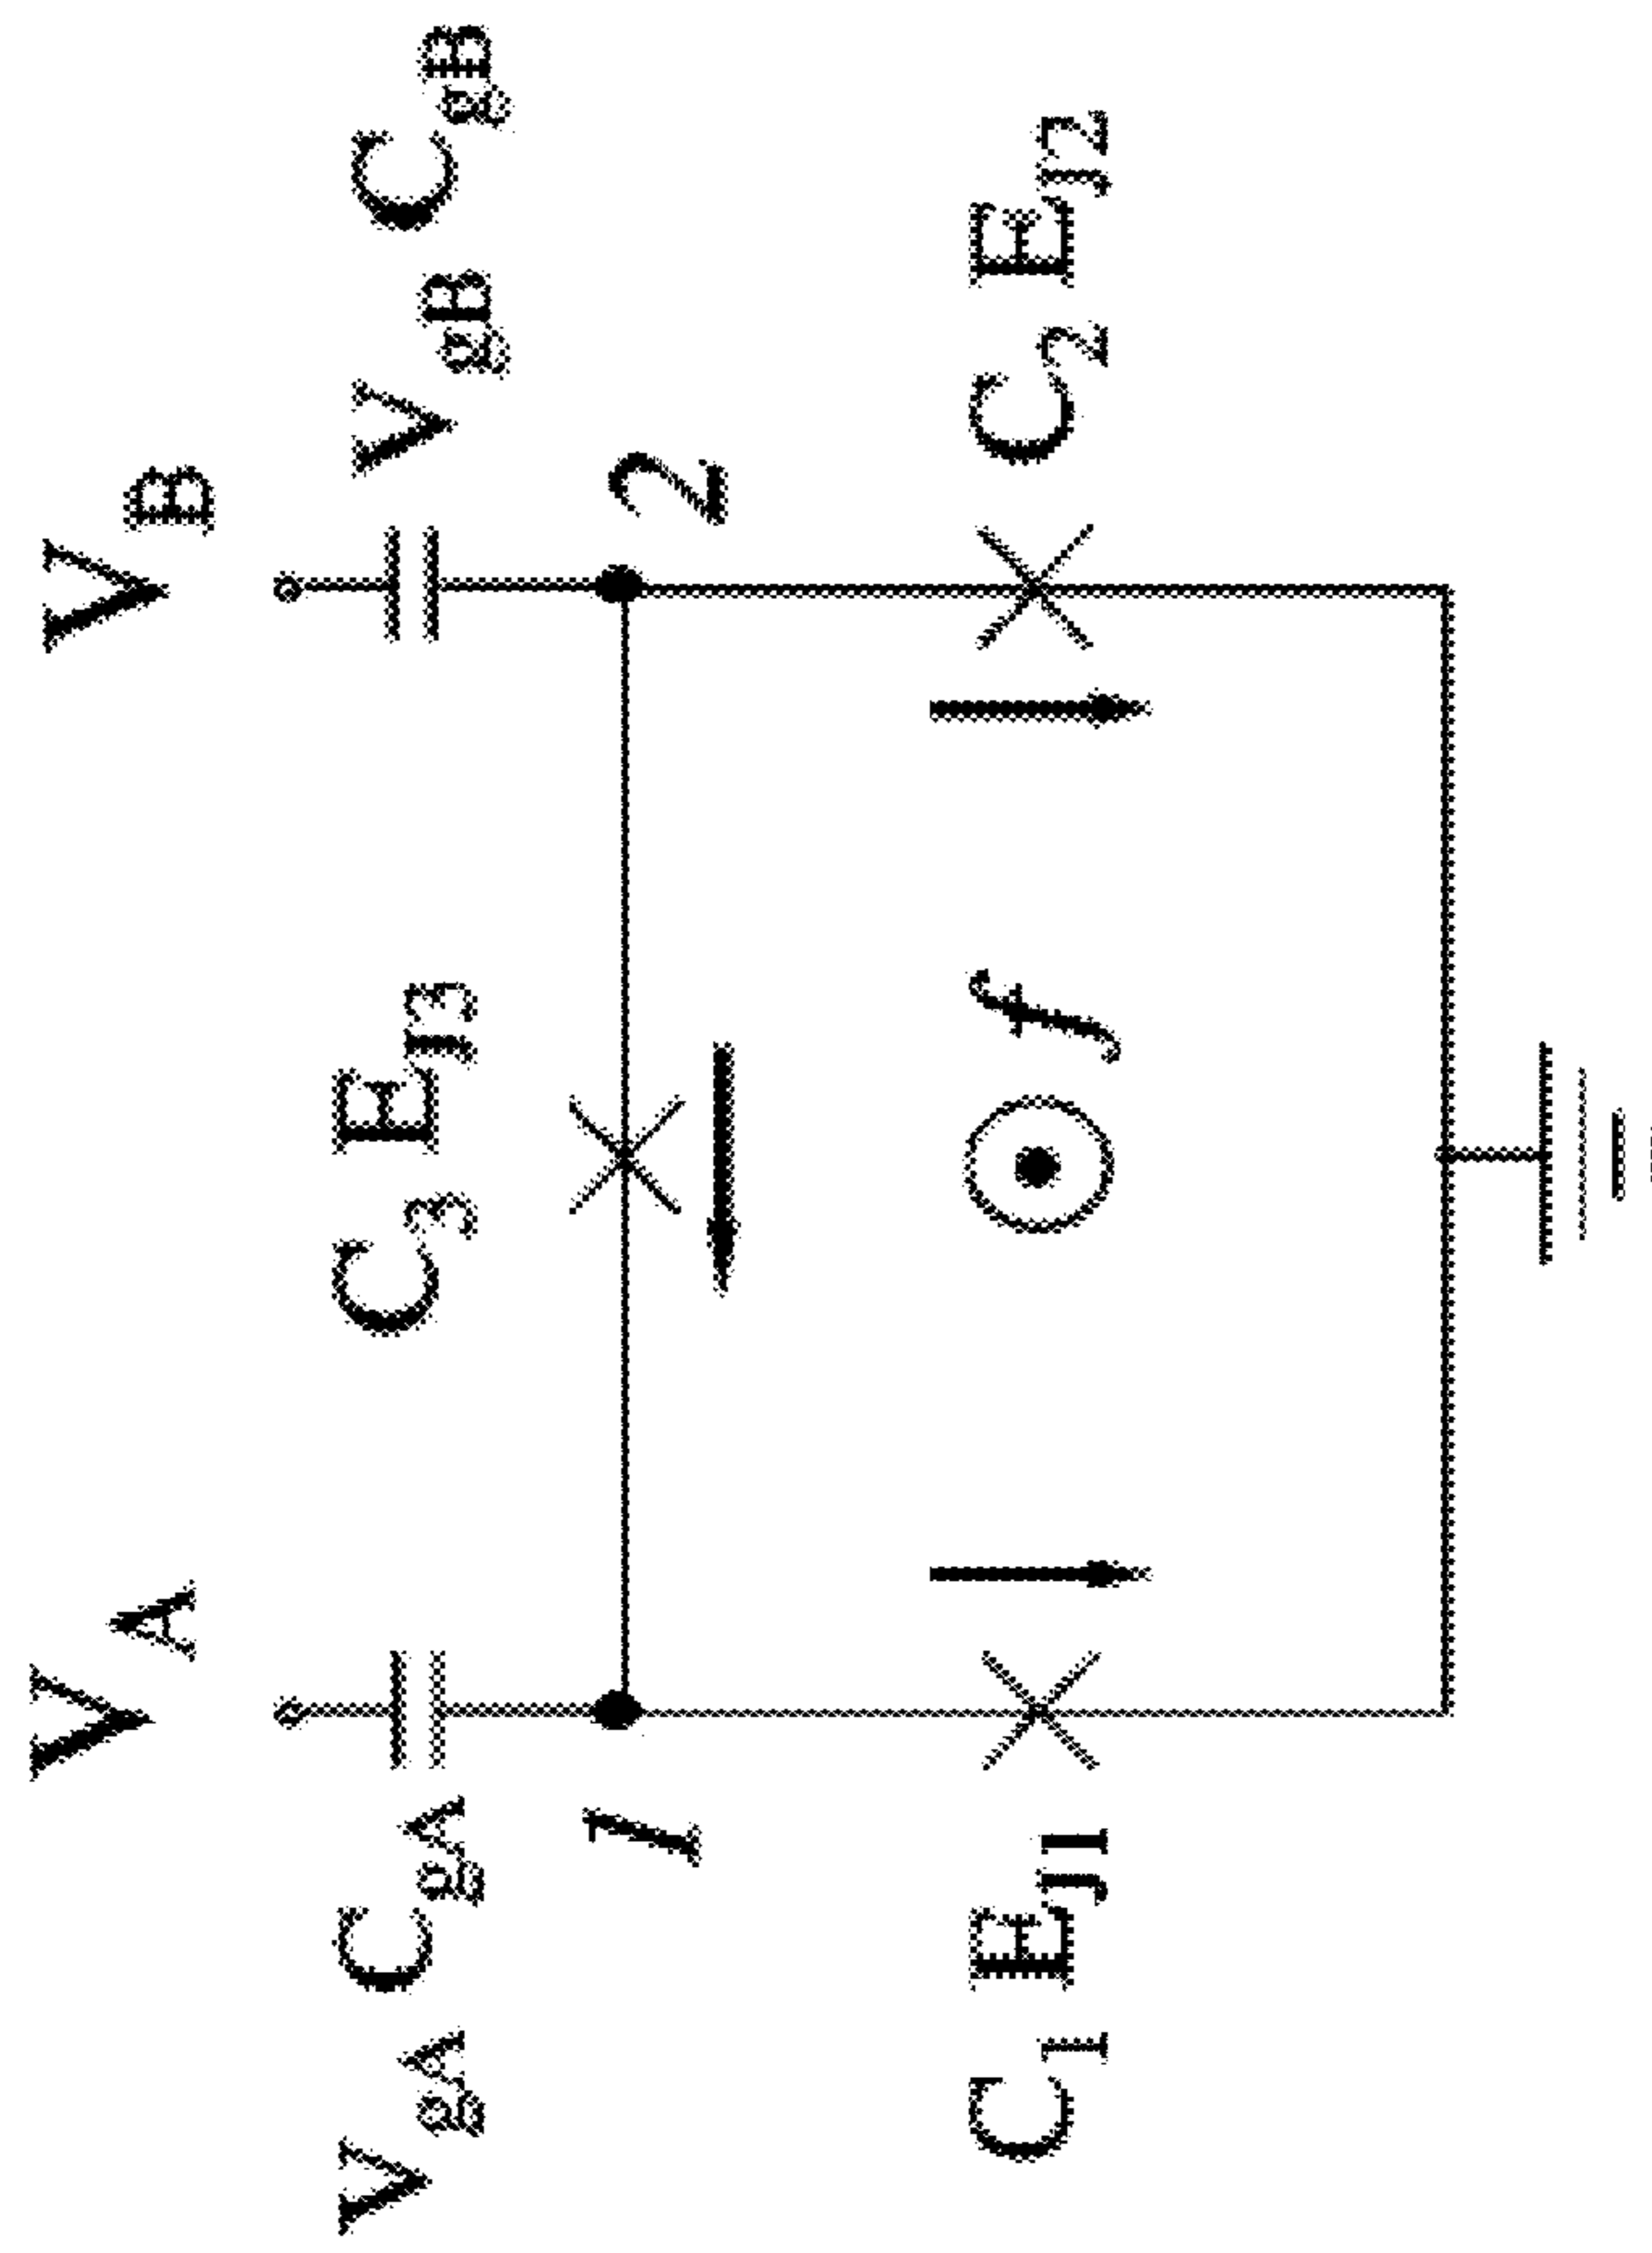 V_A V_B
V_gA C_gA C_3 E_J3 V_gB C_gB
1 2
C_1 E_J1 f C_2 E_J2